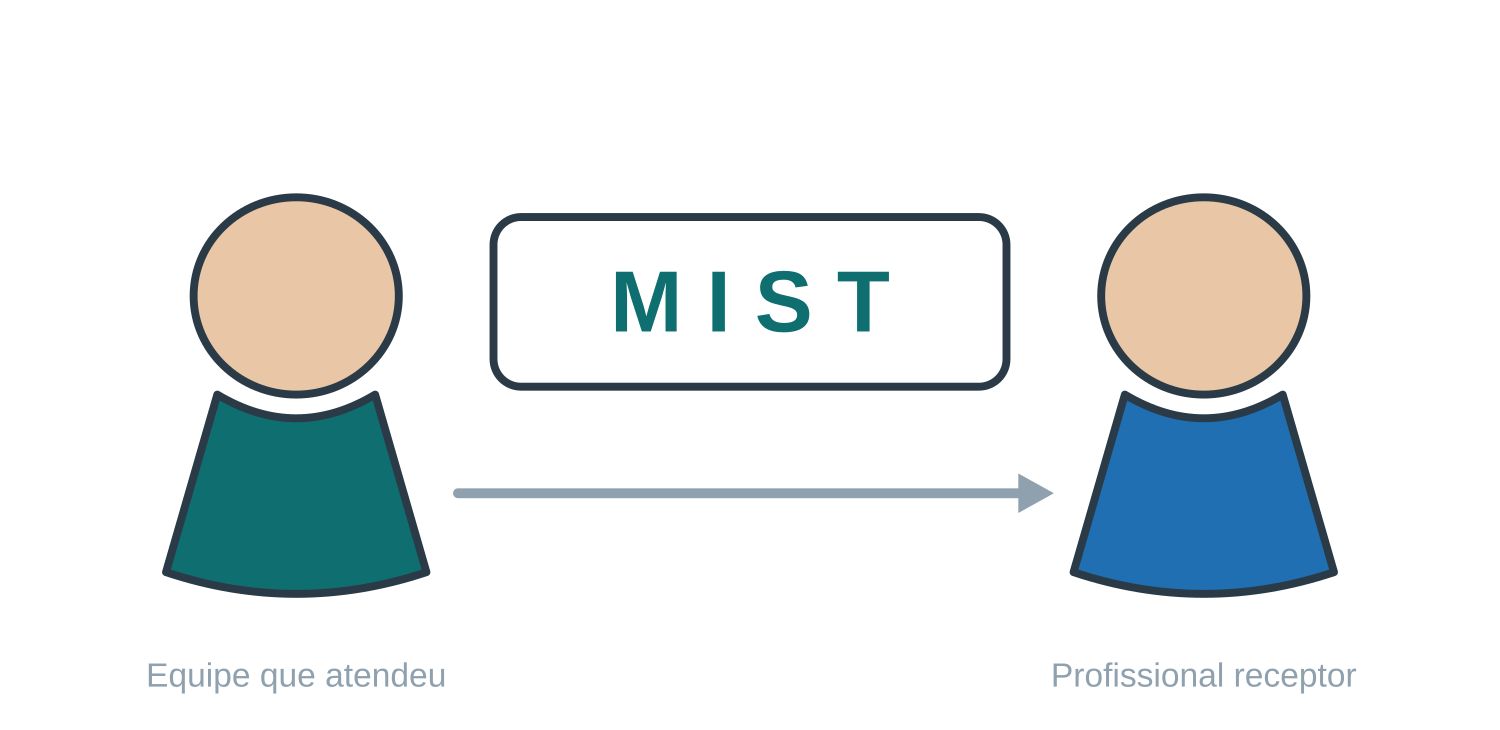 MIST
Equipe que atendeu
Profissional receptor